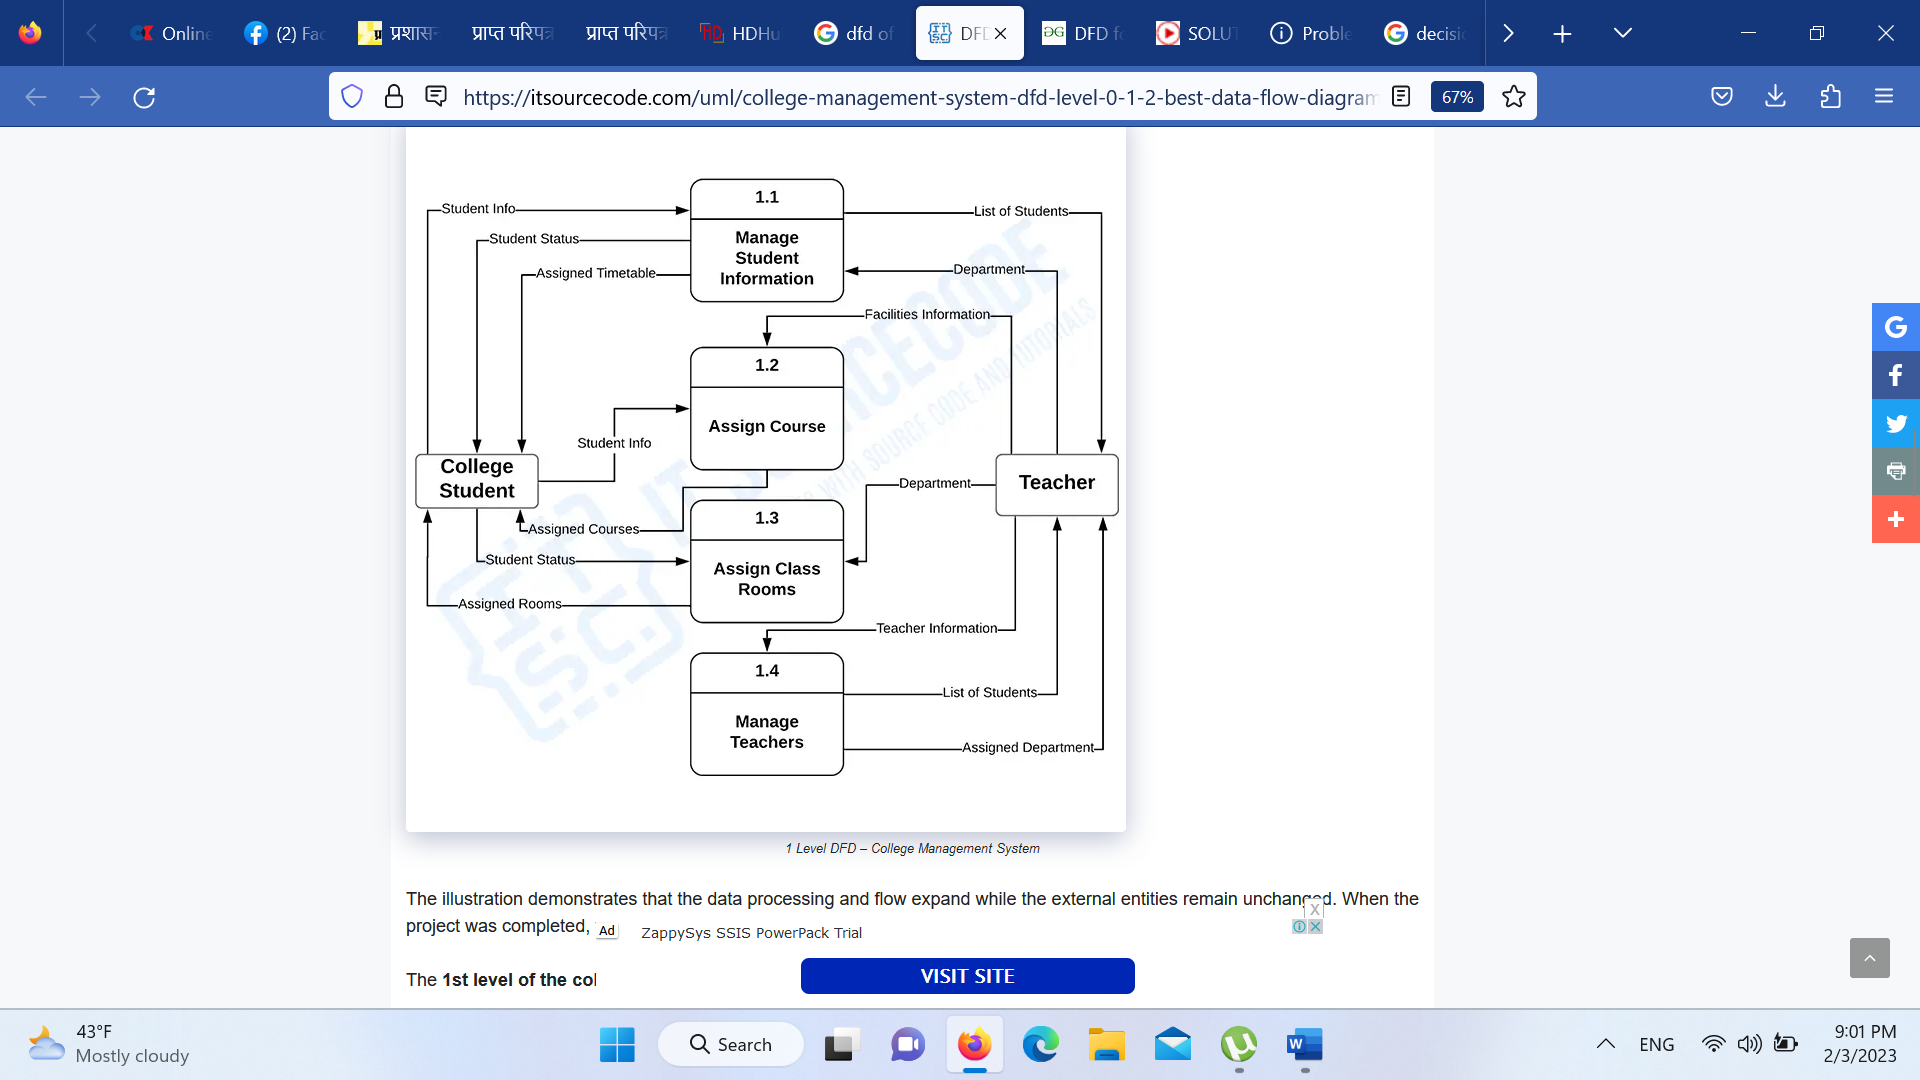 Online
(2) Fac
प्रशासन
प्राप्त परिपत्र
प्राप्त परिपत्र
HDHu
dfd of
DFD
DFD fo
SOLUT
Proble
decisi
https://itsourcecode.com/uml/college-management-system-dfd-level-0-1-2-best-data-flow-diagram
67%
1.1
Student Info
List of Students
Student Status
Manage
Student
Information
Department
Assigned Timetable
Facilities Information
1.2
Assign Course
Student Info
College
Student
Teacher
Department
1.3
Assigned Courses
Student Status
Assign Class
Rooms
Assigned Rooms
Teacher Information
1.4
List of Students
Manage
Teachers
Assigned Department
1 Level DFD – College Management System
The illustration demonstrates that the data processing and flow expand while the external entities remain unchanged. When the
project was completed,
Ad
ZappySys SSIS PowerPack Trial
X
The 1st level of the col
VISIT SITE
43°F
Mostly cloudy
Search
ENG
9:01 PM
2/3/2023